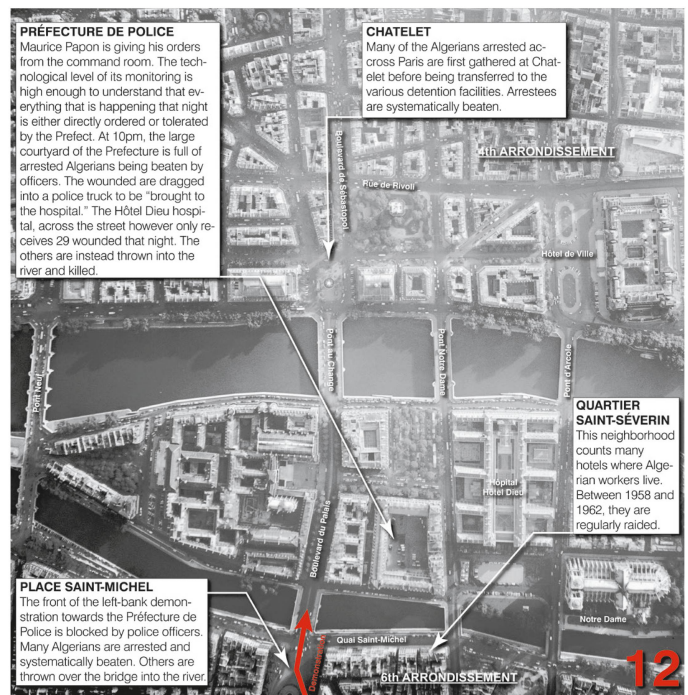 PRÉFECTURE DE POLICE
Maurice Papon is giving his orders
from the command room. The tech-
nological level of its monitoring is
high enough to understand that ev-
erything that is happening that night
is either directly ordered or tolerated
by the Prefect. At 10pm, the large
courtyard of the Prefecture is full of
arrested Algerians being beaten by
officers. The wounded are dragged
into a police truck to be “brought to
the hospital.” The Hôtel Dieu hospi-
tal, across the street however only re-
ceives 29 wounded that night. The
others are instead thrown into the
river and killed.
CHATELET
Many of the Algerians arrested ac-
cross Paris are first gathered at Chat-
elet before being transferred to the
various detention facilities. Arrestees
are systematically beaten.
4th ARRONDISSEMENT
Boulevard de Sébastopol
Rue de Rivoli
Hôtel de Ville
Pont Neuf
Pont au Change
Pont Notre Dame
Pont d'Arcole
QUARTIER
SAINT-SÉVERIN
This neighborhood
counts many
hotels where Alge-
rian workers live.
Between 1958 and
1962, they are
regularly raided.
Hôpital
Hôtel Dieu
Boulevard du Palais
PLACE SAINT-MICHEL
The front of the left-bank demon-
stration towards the Préfecture de
Police is blocked by police officers.
Many Algerians are arrested and
systematically beaten. Others are
thrown over the bridge into the river.
Notre Dame
Quai Saint-Michel
Demonstration
6th ARRONDISSEMENT
12